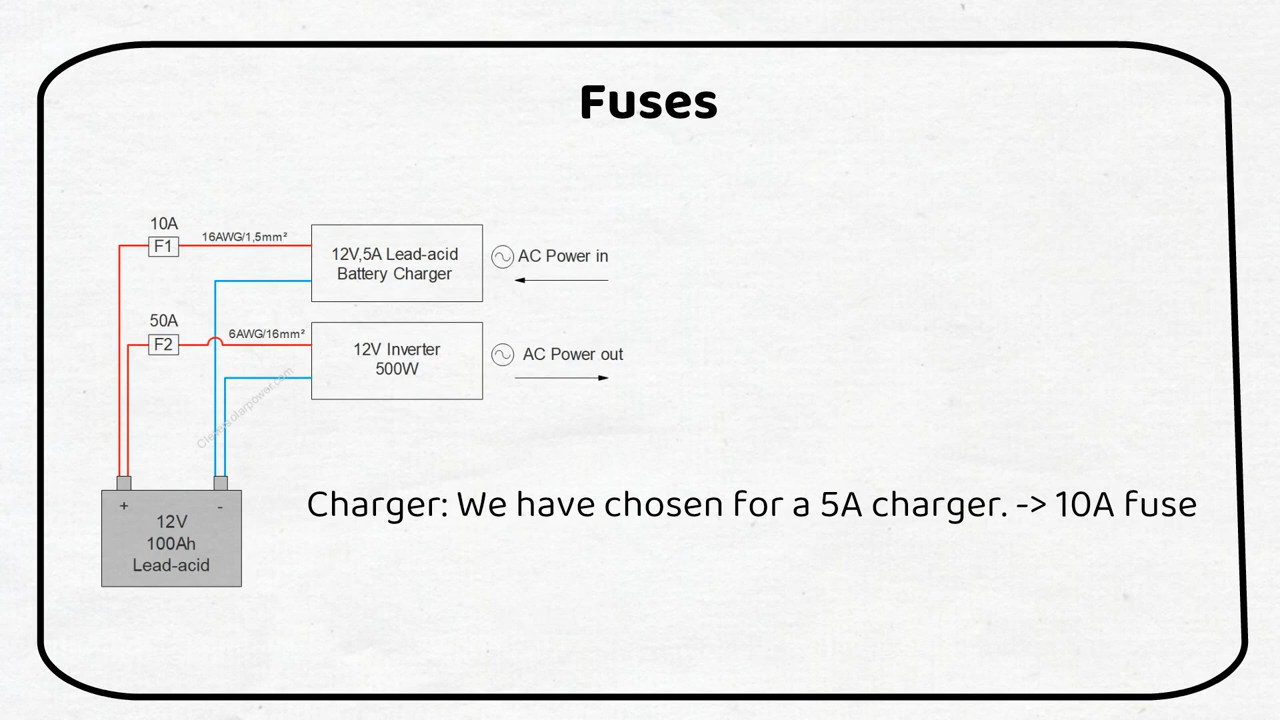 Fuses
10A
F1
16AWG/1,5mm²
12V,5A Lead-acid
Battery Charger
AC Power in
50A
F2
6AWG/16mm²
12V Inverter
500W
AC Power out
+
-
12V
100Ah
Lead-acid
Charger: We have chosen for a 5A charger. -> 10A fuse